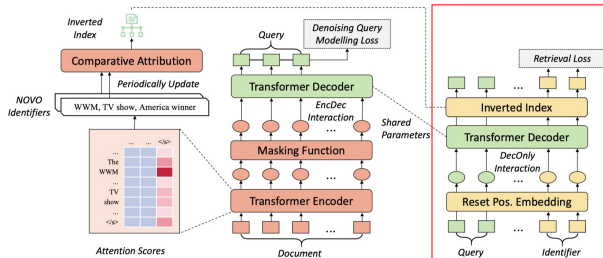 Inverted
Index
Comparative Attribution
Periodically Update
NOVO
Identifiers
WWM, TV show, America winner
... ... </s>
...
The
WWM
...
TV
show
...
</s>
Attention Scores
Query
Denoising Query
Modelling Loss
Transformer Decoder
EncDec
Interaction
...
Shared
Parameters
Masking Function
...
Transformer Encoder
...
Document
Retrieval Loss
...
Inverted Index
Transformer Decoder
DecOnly
Interaction
...
Reset Pos. Embedding
...
Query
Identifier